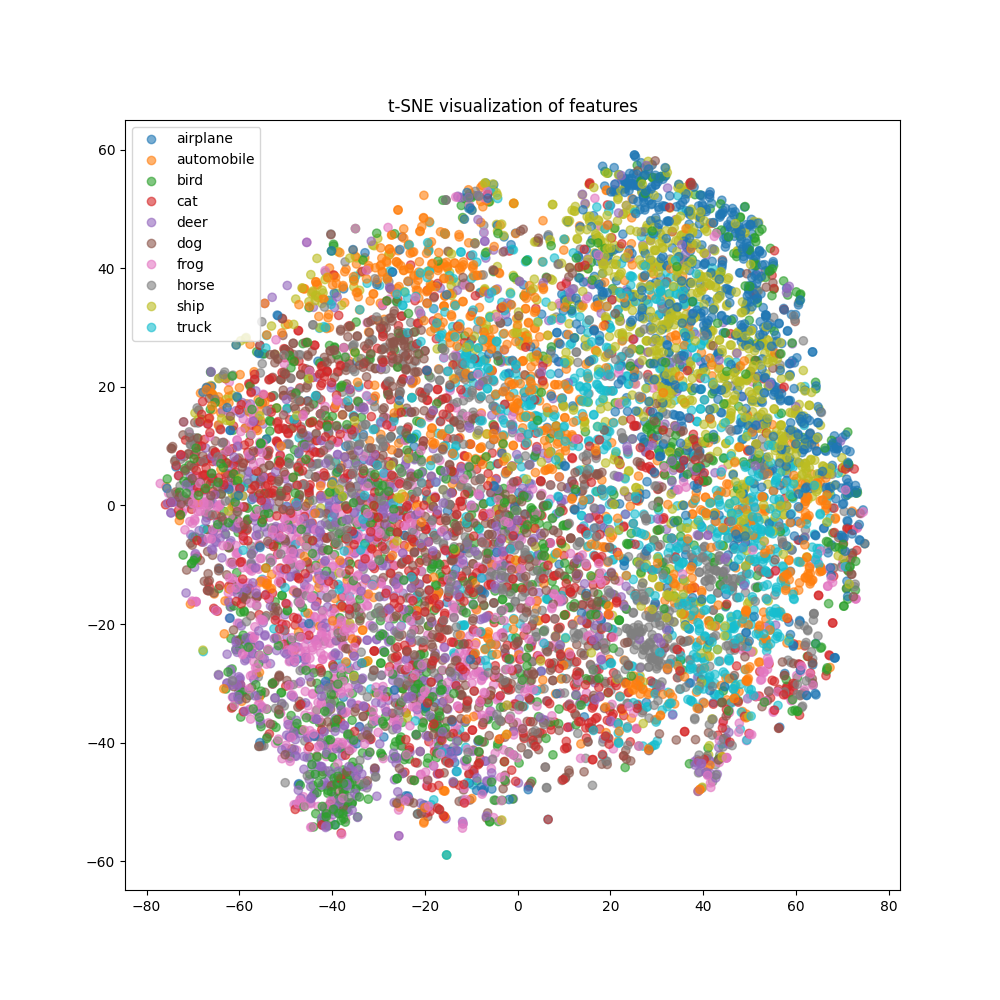 t-SNE visualization of features
airplane
automobile
bird
cat
deer
dog
frog
horse
ship
truck
60
40
20
0
−20
−40
−60
−80 −60 −40 −20 0 20 40 60 80